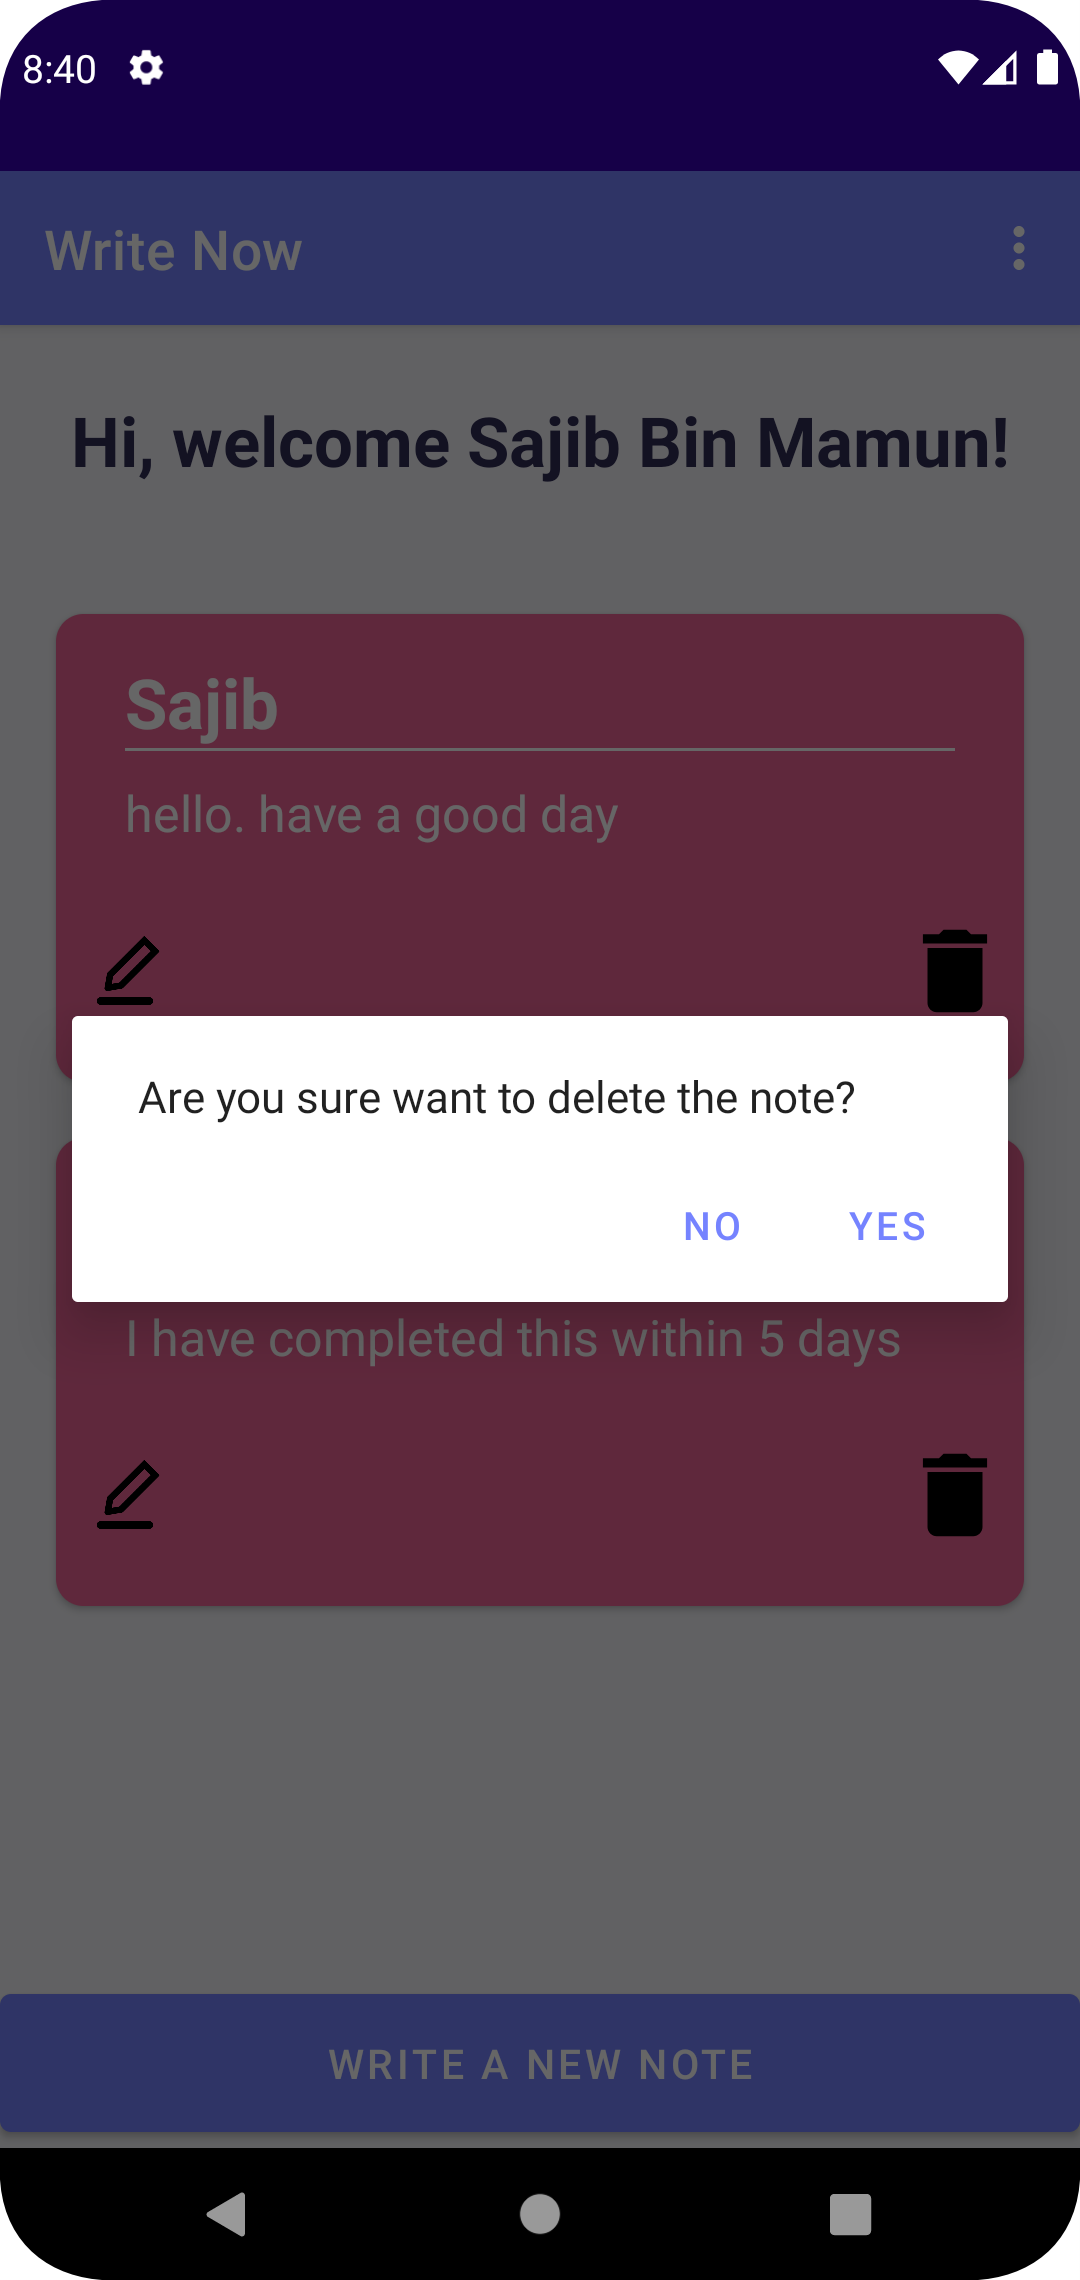 8:40
Write Now
Hi, welcome Sajib Bin Mamun!
Sajib
hello. have a good day
Are you sure want to delete the note?
NO YES
I have completed this within 5 days
WRITE A NEW NOTE